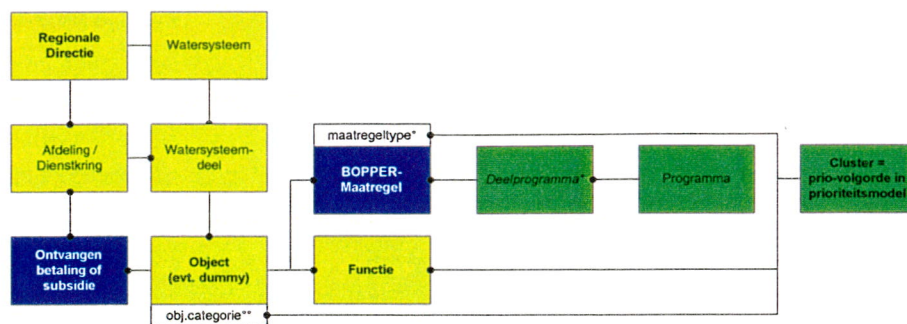 Regionale
Directie
Watersysteem
Afdeling /
Dienstkring
Watersysteem-
deel
maatregeltype*
BOPPER-
Maatregel
Deelprogramma⁺
Programma
Cluster =
prio-volgorde in
prioriteitsmodel
Ontvangen
betaling of
subsidie
Object
(evt. dummy)
Functie
obj.categorie°°